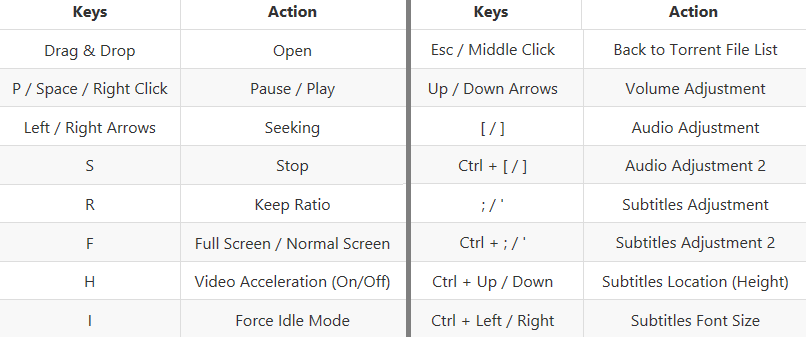 Keys Action Keys Action
Drag & Drop Open Esc / Middle Click Back to Torrent File List
P / Space / Right Click Pause / Play Up / Down Arrows Volume Adjustment
Left / Right Arrows Seeking [ / ] Audio Adjustment
S Stop Ctrl + [ / ] Audio Adjustment 2
R Keep Ratio ; / ' Subtitles Adjustment
F Full Screen / Normal Screen Ctrl + ; / ' Subtitles Adjustment 2
H Video Acceleration (On/Off) Ctrl + Up / Down Subtitles Location (Height)
I Force Idle Mode Ctrl + Left / Right Subtitles Font Size